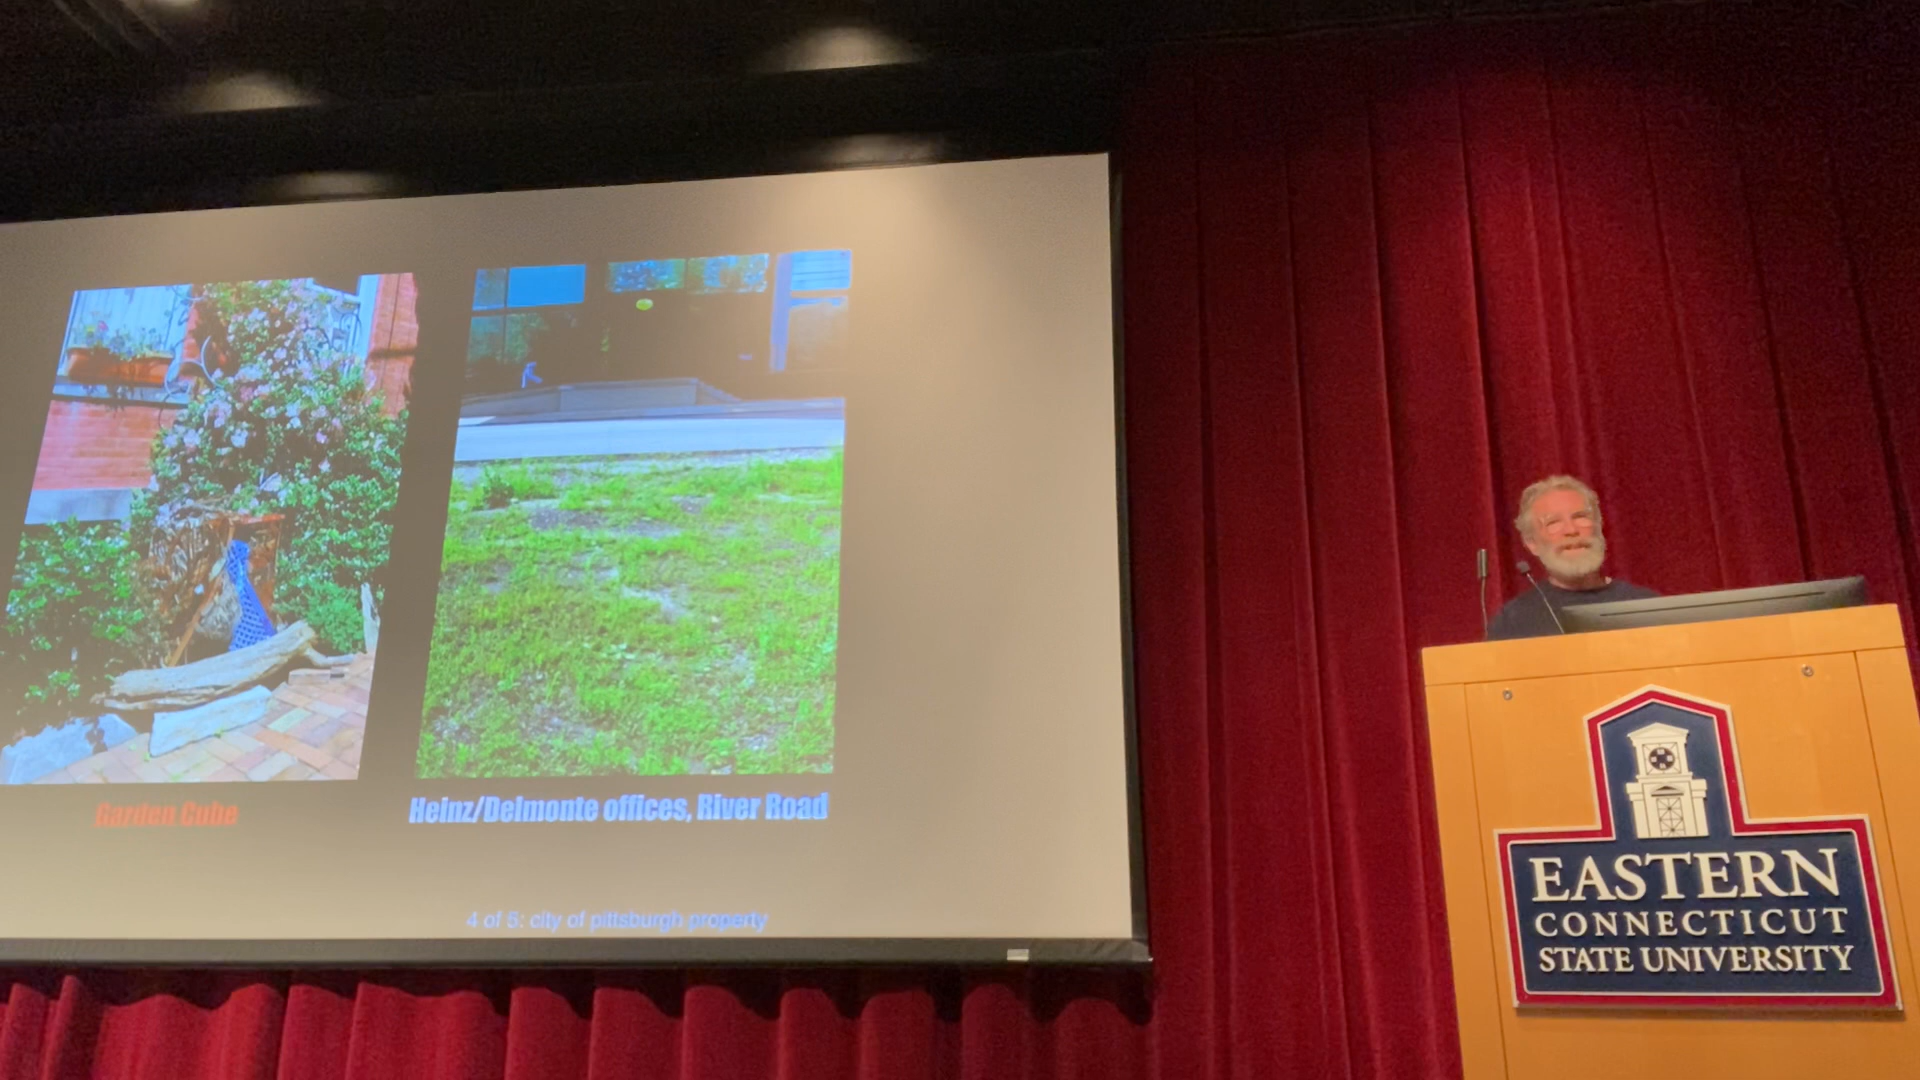 Garden Cube
Heinz/Delmonte offices, River Road
4 of 5: city of pittsburgh property
EASTERN
CONNECTICUT
STATE UNIVERSITY